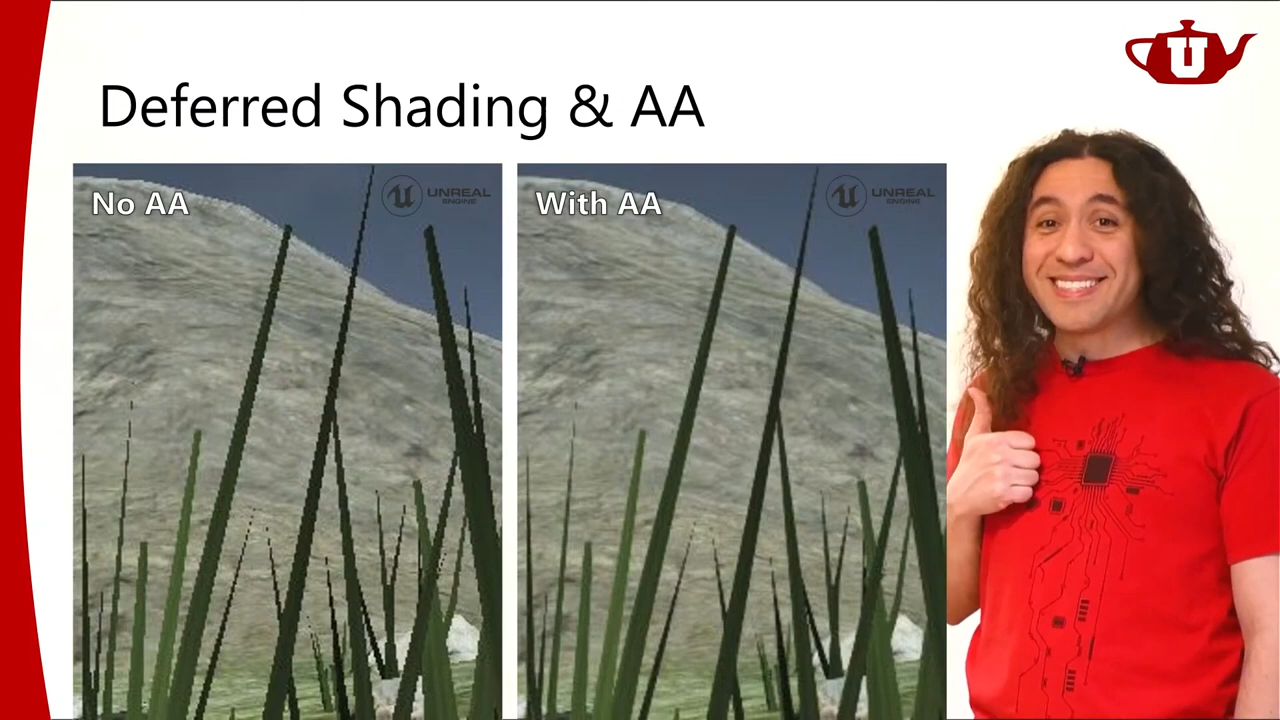 U
Deferred Shading & AA
No AA
UNREAL
ENGINE
With AA
UNREAL
ENGINE